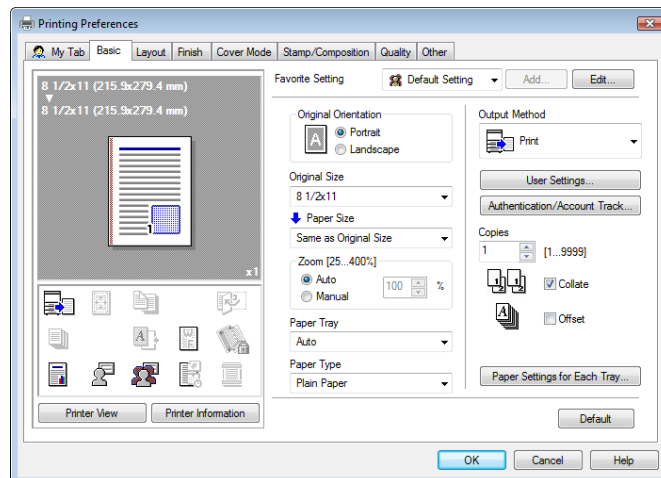 Printing Preferences
My Tab
Basic
Layout
Finish
Cover Mode
Stamp/Composition
Quality
Other
8 1/2x11 (215.9x279.4 mm)
8 1/2x11 (215.9x279.4 mm)
1
x1
Printer View
Printer Information
Favorite Setting
Default Setting
Add...
Edit...
Original Orientation
A
Portrait
Landscape
Original Size
8 1/2x11
Paper Size
Same as Original Size
Zoom [25...400%]
Auto
Manual
100
%
Paper Tray
Auto
Paper Type
Plain Paper
Output Method
Print
User Settings...
Authentication/Account Track...
Copies
1
[1...9999]
Collate
Offset
Paper Settings for Each Tray...
Default
OK
Cancel
Help